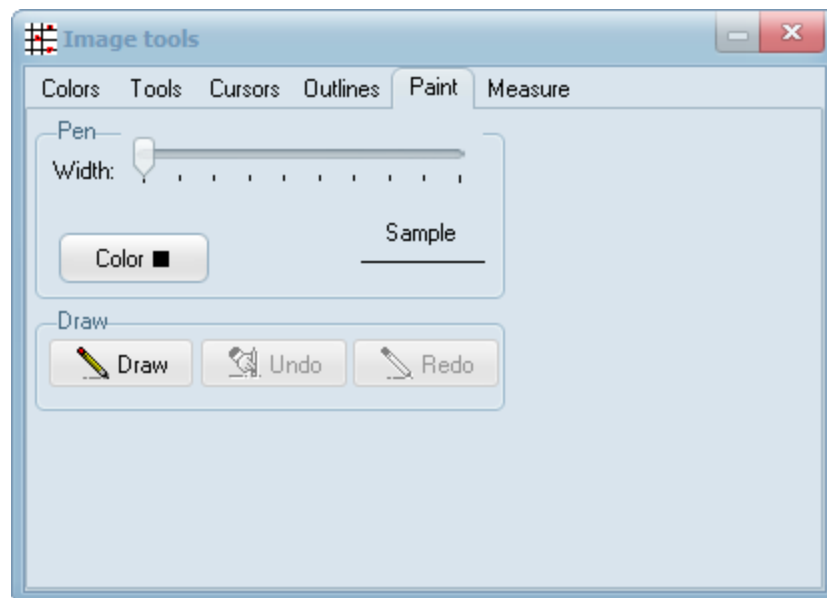 Image tools
Colors Tools Cursors Outlines Paint Measure
Pen
Width:
Sample
Color
Draw
Draw Undo Redo